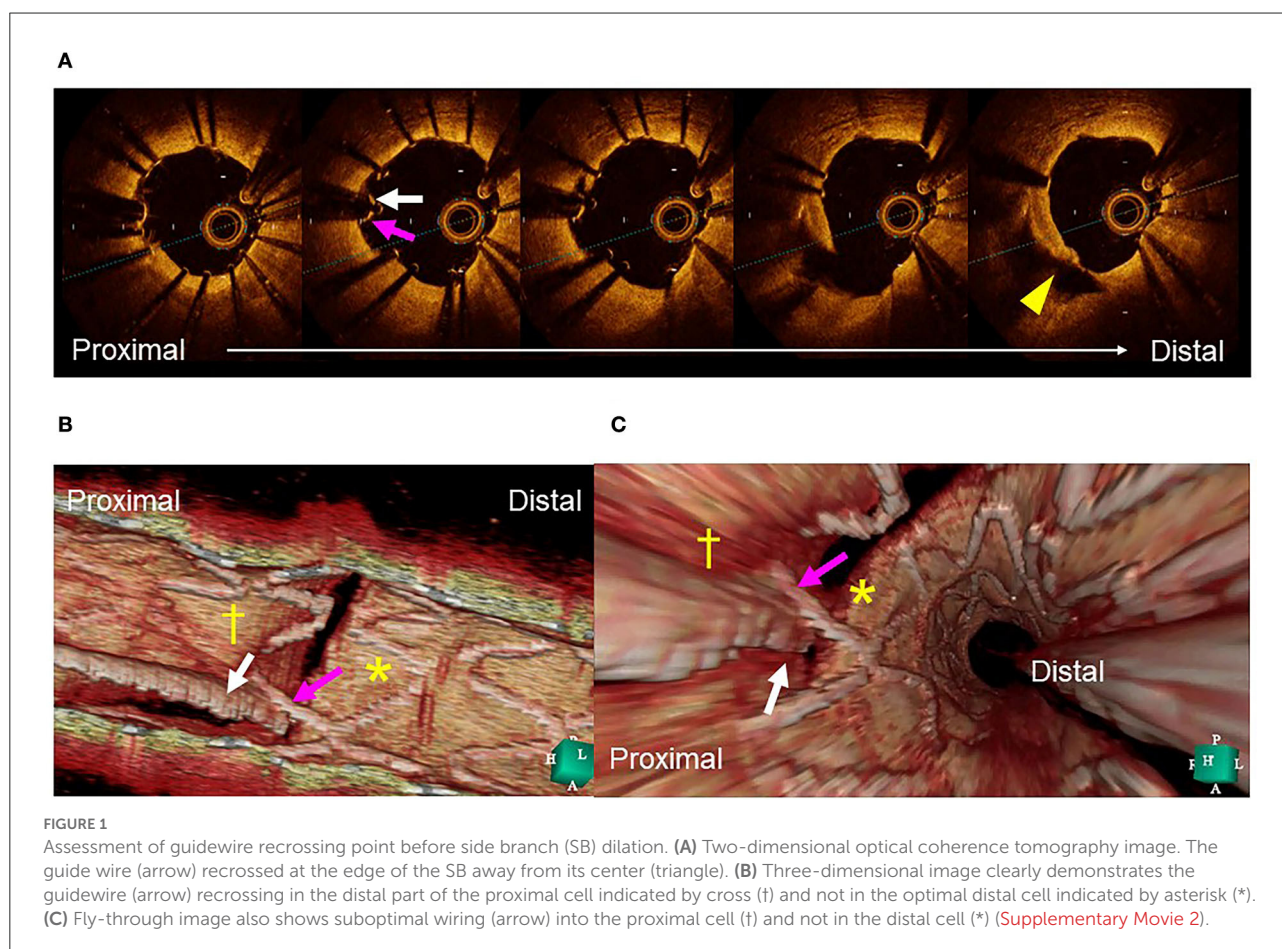 A
Proximal
Distal
B
C
Proximal
Distal
†
*
H
L
A
†
*
Distal
Proximal
P
R
H
L
A
FIGURE 1
Assessment of guidewire recrossing point before side branch (SB) dilation. (A) Two-dimensional optical coherence tomography image. The
guide wire (arrow) recrossed at the edge of the SB away from its center (triangle). (B) Three-dimensional image clearly demonstrates the
guidewire (arrow) recrossing in the distal part of the proximal cell indicated by cross (†) and not in the optimal distal cell indicated by asterisk (*).
(C) Fly-through image also shows suboptimal wiring (arrow) into the proximal cell (†) and not in the distal cell (*) (Supplementary Movie 2).